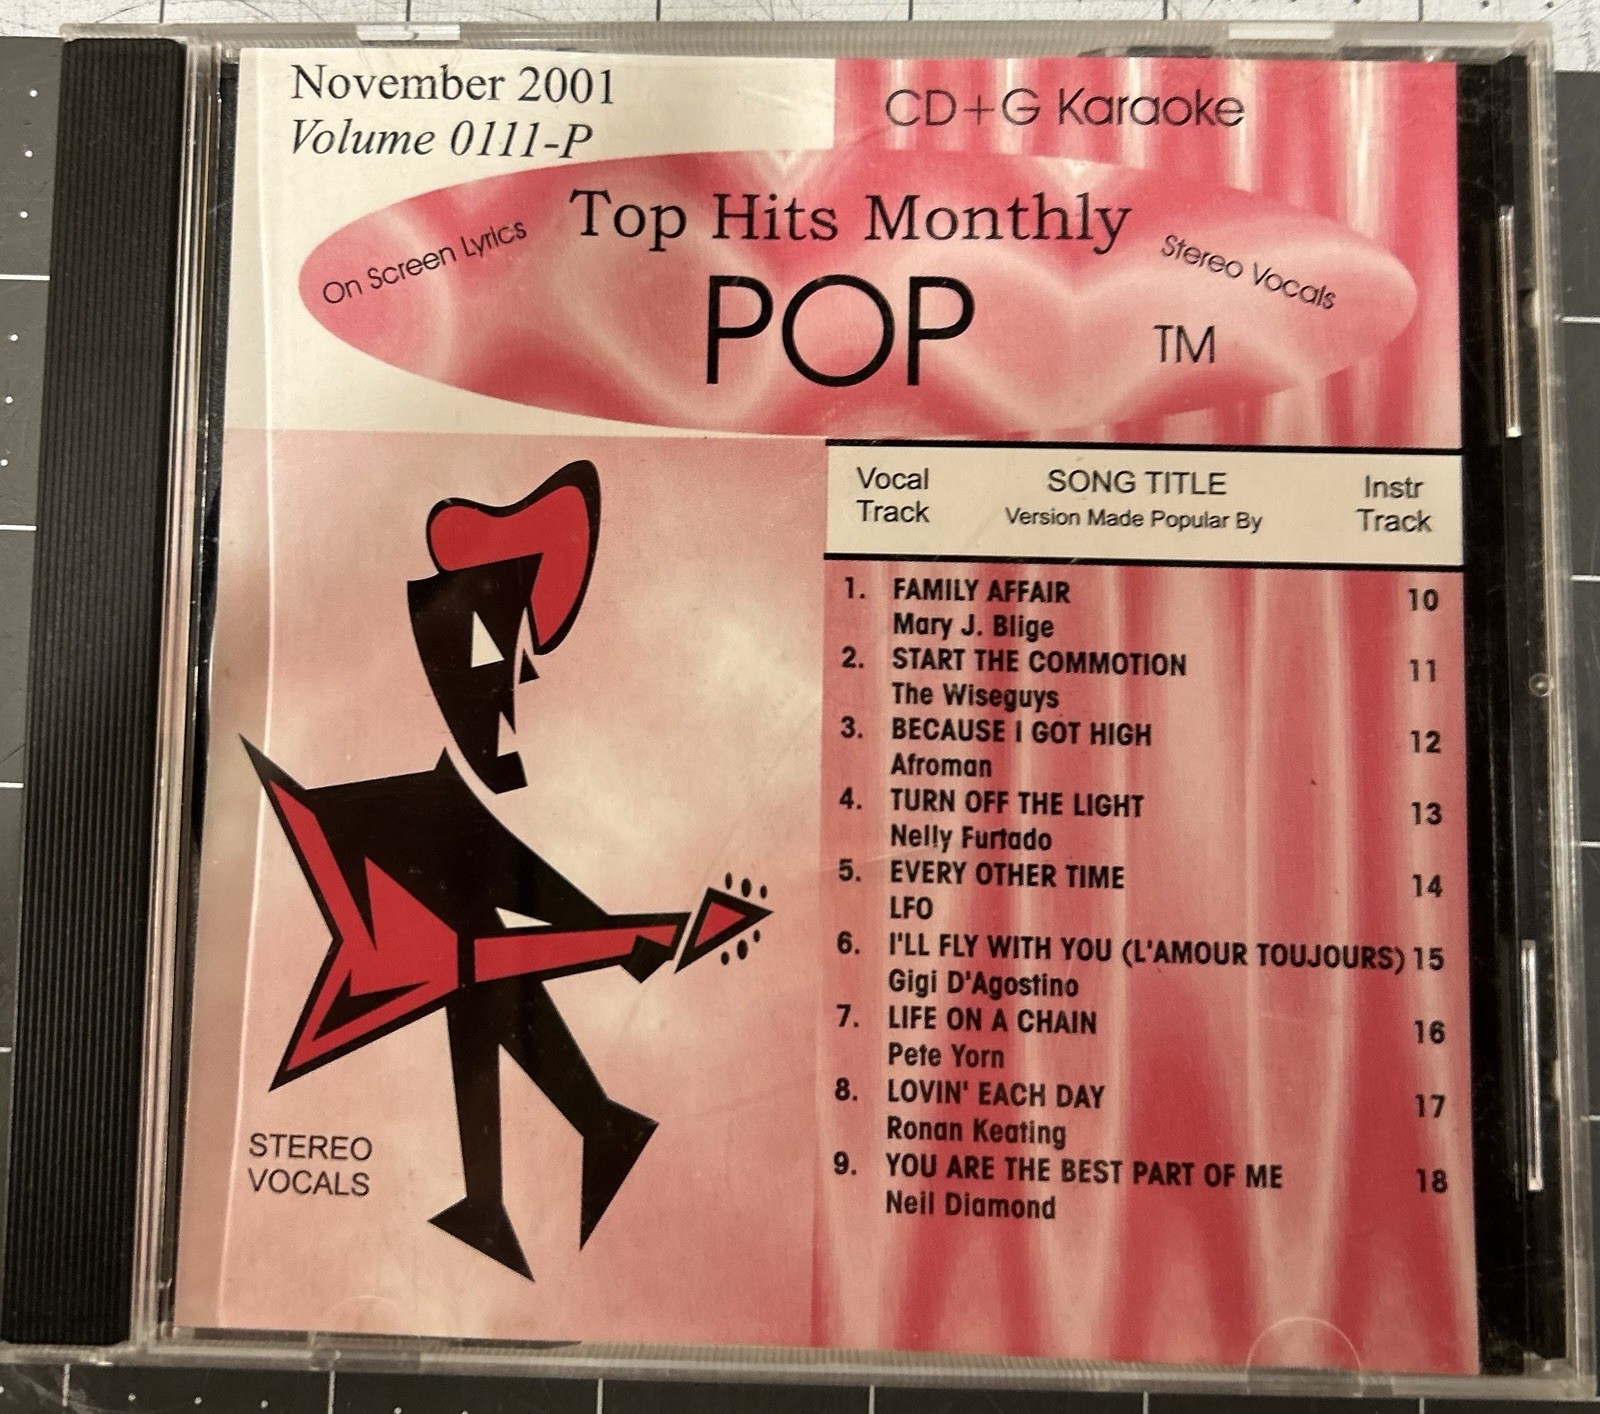 November 2001
Volume 0111-P
CD+G Karaoke
On Screen Lyrics
Top Hits Monthly
Stereo Vocals
POP
TM
Vocal Track
SONG TITLE
Version Made Popular By
Instr Track
1. FAMILY AFFAIR 10
Mary J. Blige
2. START THE COMMOTION 11
The Wiseguys
3. BECAUSE I GOT HIGH 12
Afroman
4. TURN OFF THE LIGHT 13
Nelly Furtado
5. EVERY OTHER TIME 14
LFO
6. I'LL FLY WITH YOU (L'AMOUR TOUJOURS) 15
Gigi D'Agostino
7. LIFE ON A CHAIN 16
Pete Yorn
8. LOVIN' EACH DAY 17
Ronan Keating
9. YOU ARE THE BEST PART OF ME 18
Neil Diamond
STEREO
VOCALS